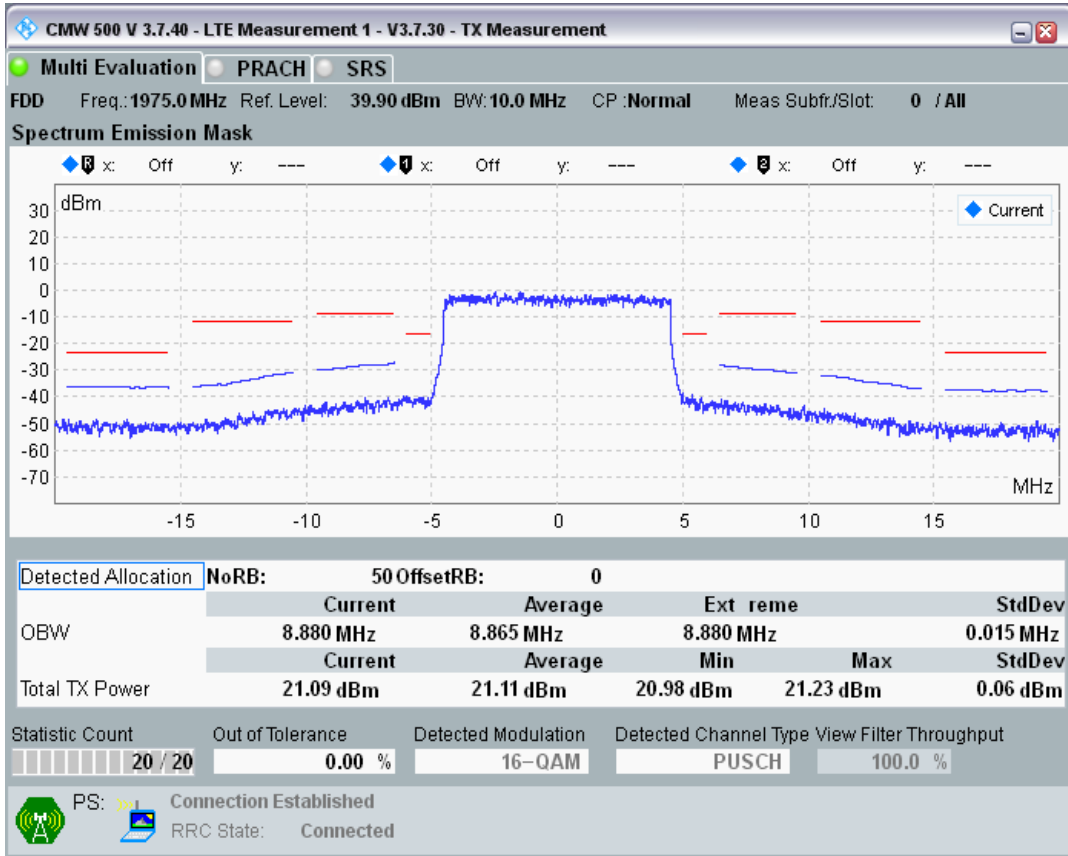 CMW 500 V 3.7.40 - LTE Measurement 1 - V3.7.30 - TX Measurement
Multi Evaluation PRACH SRS
FDD Freq.: 1975.0 MHz Ref. Level: 39.90 dBm BW: 10.0 MHz CP : Normal Meas Subfr./Slot: 0 / All
Spectrum Emission Mask
R x: Off y: --- 1 x: Off y: --- 2 x: Off y: ---
dBm
Current
30
20
10
0
-10
-20
-30
-40
-50
-60
-70
MHz
-15 -10 -5 0 5 10 15
Detected Allocation NoRB: 50 OffsetRB: 0
Current Average Ext reme StdDev
OBW 8.880 MHz 8.865 MHz 8.880 MHz 0.015 MHz
Current Average Min Max StdDev
Total TX Power 21.09 dBm 21.11 dBm 20.98 dBm 21.23 dBm 0.06 dBm
Statistic Count Out of Tolerance Detected Modulation Detected Channel Type View Filter Throughput
20 / 20 0.00 % 16-QAM PUSCH 100.0 %
PS: Connection Established
RRC State: Connected